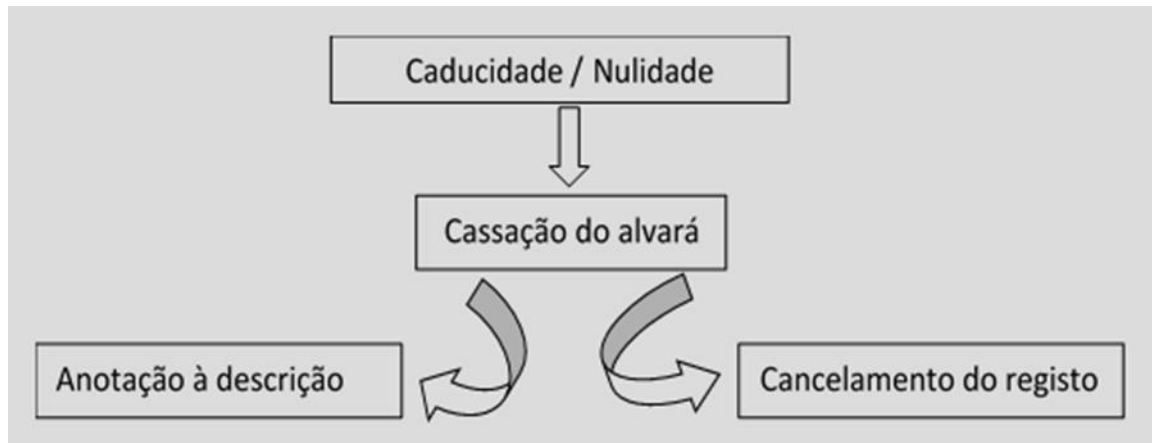 Caducidade / Nulidade
Cassação do alvará
Anotação à descrição
Cancelamento do registo